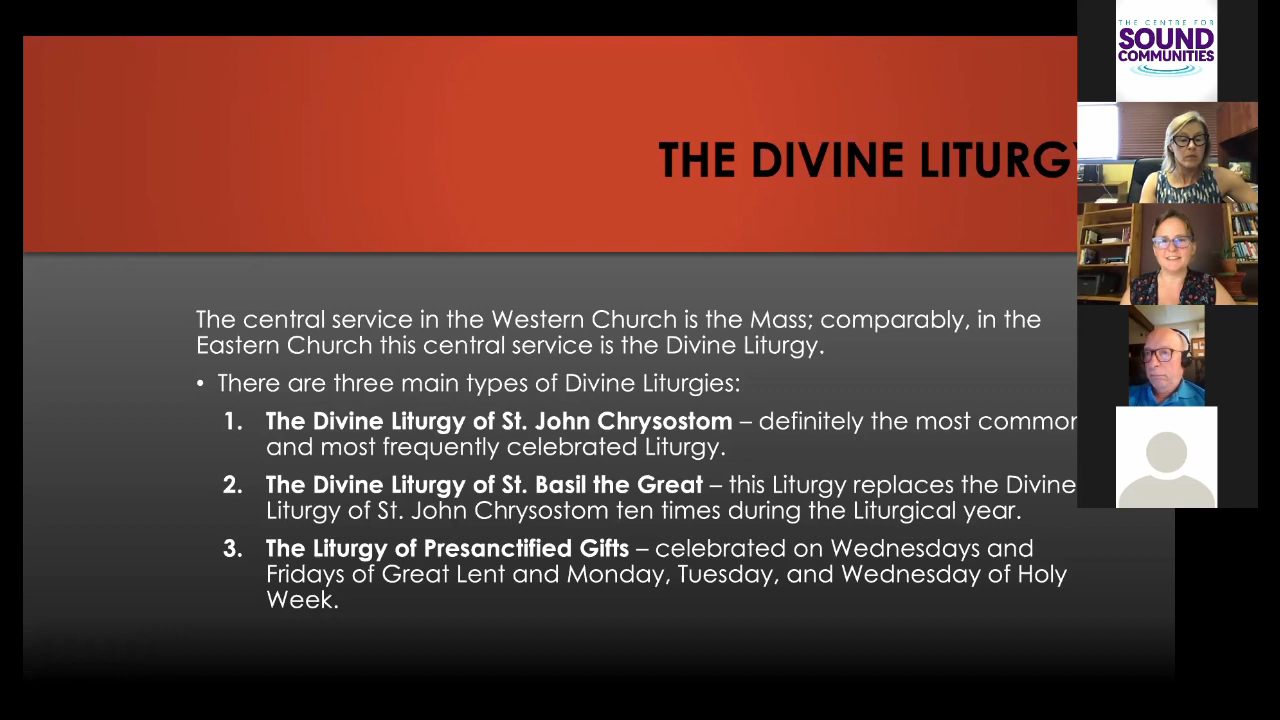 THE DIVINE LITURGY
THE CENTRE FOR
SOUND
COMMUNITIES
The central service in the Western Church is the Mass; comparably, in the
Eastern Church this central service is the Divine Liturgy.
• There are three main types of Divine Liturgies:
1. The Divine Liturgy of St. John Chrysostom – definitely the most common
and most frequently celebrated Liturgy.
2. The Divine Liturgy of St. Basil the Great – this Liturgy replaces the Divine
Liturgy of St. John Chrysostom ten times during the Liturgical year.
3. The Liturgy of Presanctified Gifts – celebrated on Wednesdays and
Fridays of Great Lent and Monday, Tuesday, and Wednesday of Holy
Week.